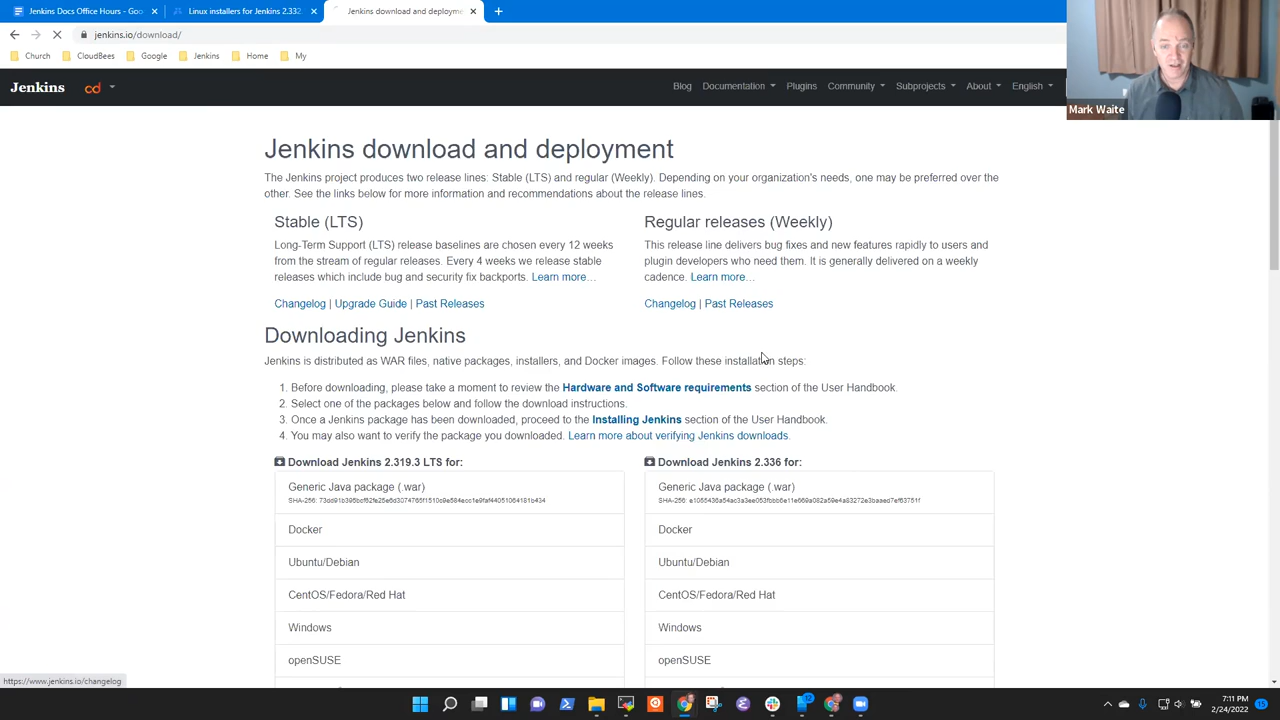 Jenkins Docs Office Hours - Goo
Linux installers for Jenkins 2.332.
Jenkins download and deployme
jenkins.io/download/
Church
CloudBees
Google
Jenkins
Home
My
Jenkins
cd
Blog
Documentation
Plugins
Community
Subprojects
About
English
Mark Waite
Jenkins download and deployment
The Jenkins project produces two release lines: Stable (LTS) and regular (Weekly). Depending on your organization's needs, one may be preferred over the
other. See the links below for more information and recommendations about the release lines.
Stable (LTS)
Long-Term Support (LTS) release baselines are chosen every 12 weeks
from the stream of regular releases. Every 4 weeks we release stable
releases which include bug and security fix backports. Learn more…
Changelog | Upgrade Guide | Past Releases
Regular releases (Weekly)
This release line delivers bug fixes and new features rapidly to users and
plugin developers who need them. It is generally delivered on a weekly
cadence. Learn more…
Changelog | Past Releases
Downloading Jenkins
Jenkins is distributed as WAR files, native packages, installers, and Docker images. Follow these installation steps:
1. Before downloading, please take a moment to review the Hardware and Software requirements section of the User Handbook.
2. Select one of the packages below and follow the download instructions.
3. Once a Jenkins package has been downloaded, proceed to the Installing Jenkins section of the User Handbook.
4. You may also want to verify the package you downloaded. Learn more about verifying Jenkins downloads.
Download Jenkins 2.319.3 LTS for:
Generic Java package (.war)
SHA-256:
Docker
Ubuntu/Debian
CentOS/Fedora/Red Hat
Windows
openSUSE
Download Jenkins 2.336 for:
Generic Java package (.war)
SHA-256:
Docker
Ubuntu/Debian
CentOS/Fedora/Red Hat
Windows
openSUSE
https://www.jenkins.io/changelog
12
7:11 PM
2/24/2022
15